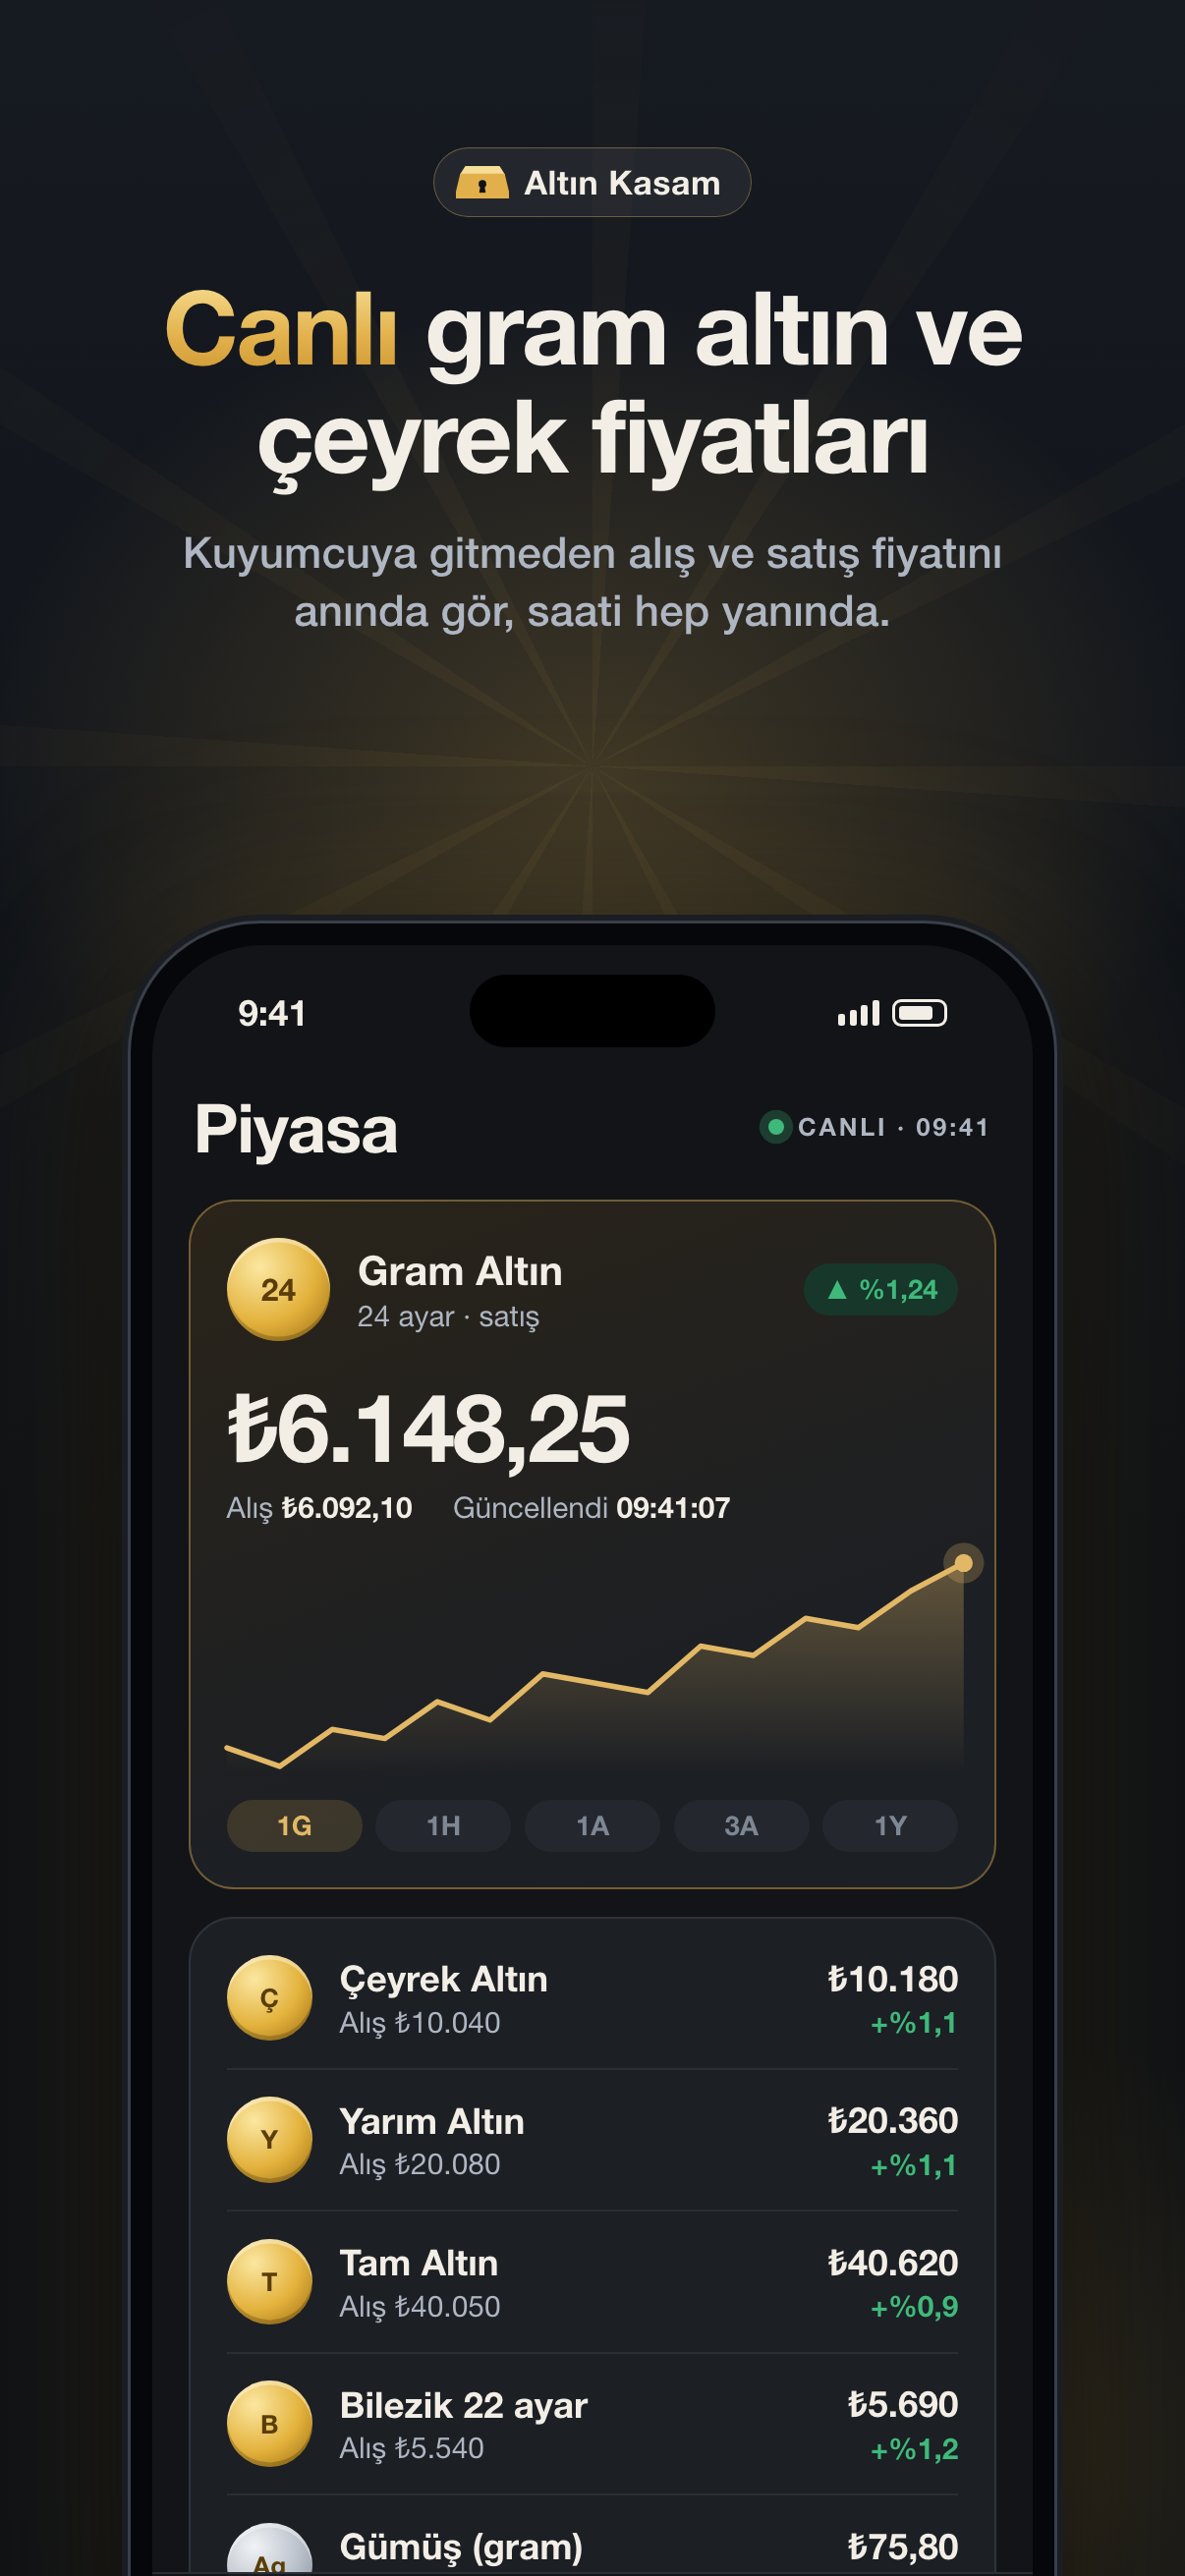 Altın Kasam
Canlı gram altın ve
çeyrek fiyatları
Kuyumcuya gitmeden alış ve satış fiyatını
anında gör, saati hep yanında.
9:41
Piyasa
CANLI · 09:41
24
Gram Altın
24 ayar · satış
▲ %1,24
₺6.148,25
Alış ₺6.092,10 Güncellendi 09:41:07
1G 1H 1A 3A 1Y
Ç
Çeyrek Altın
₺10.180
Alış ₺10.040
+%1,1
Y
Yarım Altın
₺20.360
Alış ₺20.080
+%1,1
T
Tam Altın
₺40.620
Alış ₺40.050
+%0,9
B
Bilezik 22 ayar
₺5.690
Alış ₺5.540
+%1,2
Ag
Gümüş (gram)
₺75,80